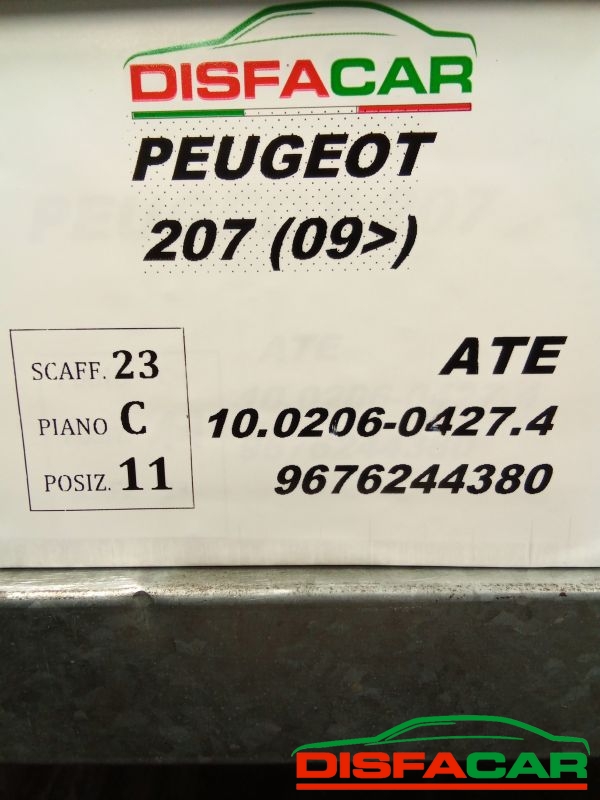 DISFACAR
PEUGEOT
207 (09>)
SCAFF. 23
PIANO C
POSIZ. 11
ATE
10.0206-0427.4
9676244380
DISFACAR